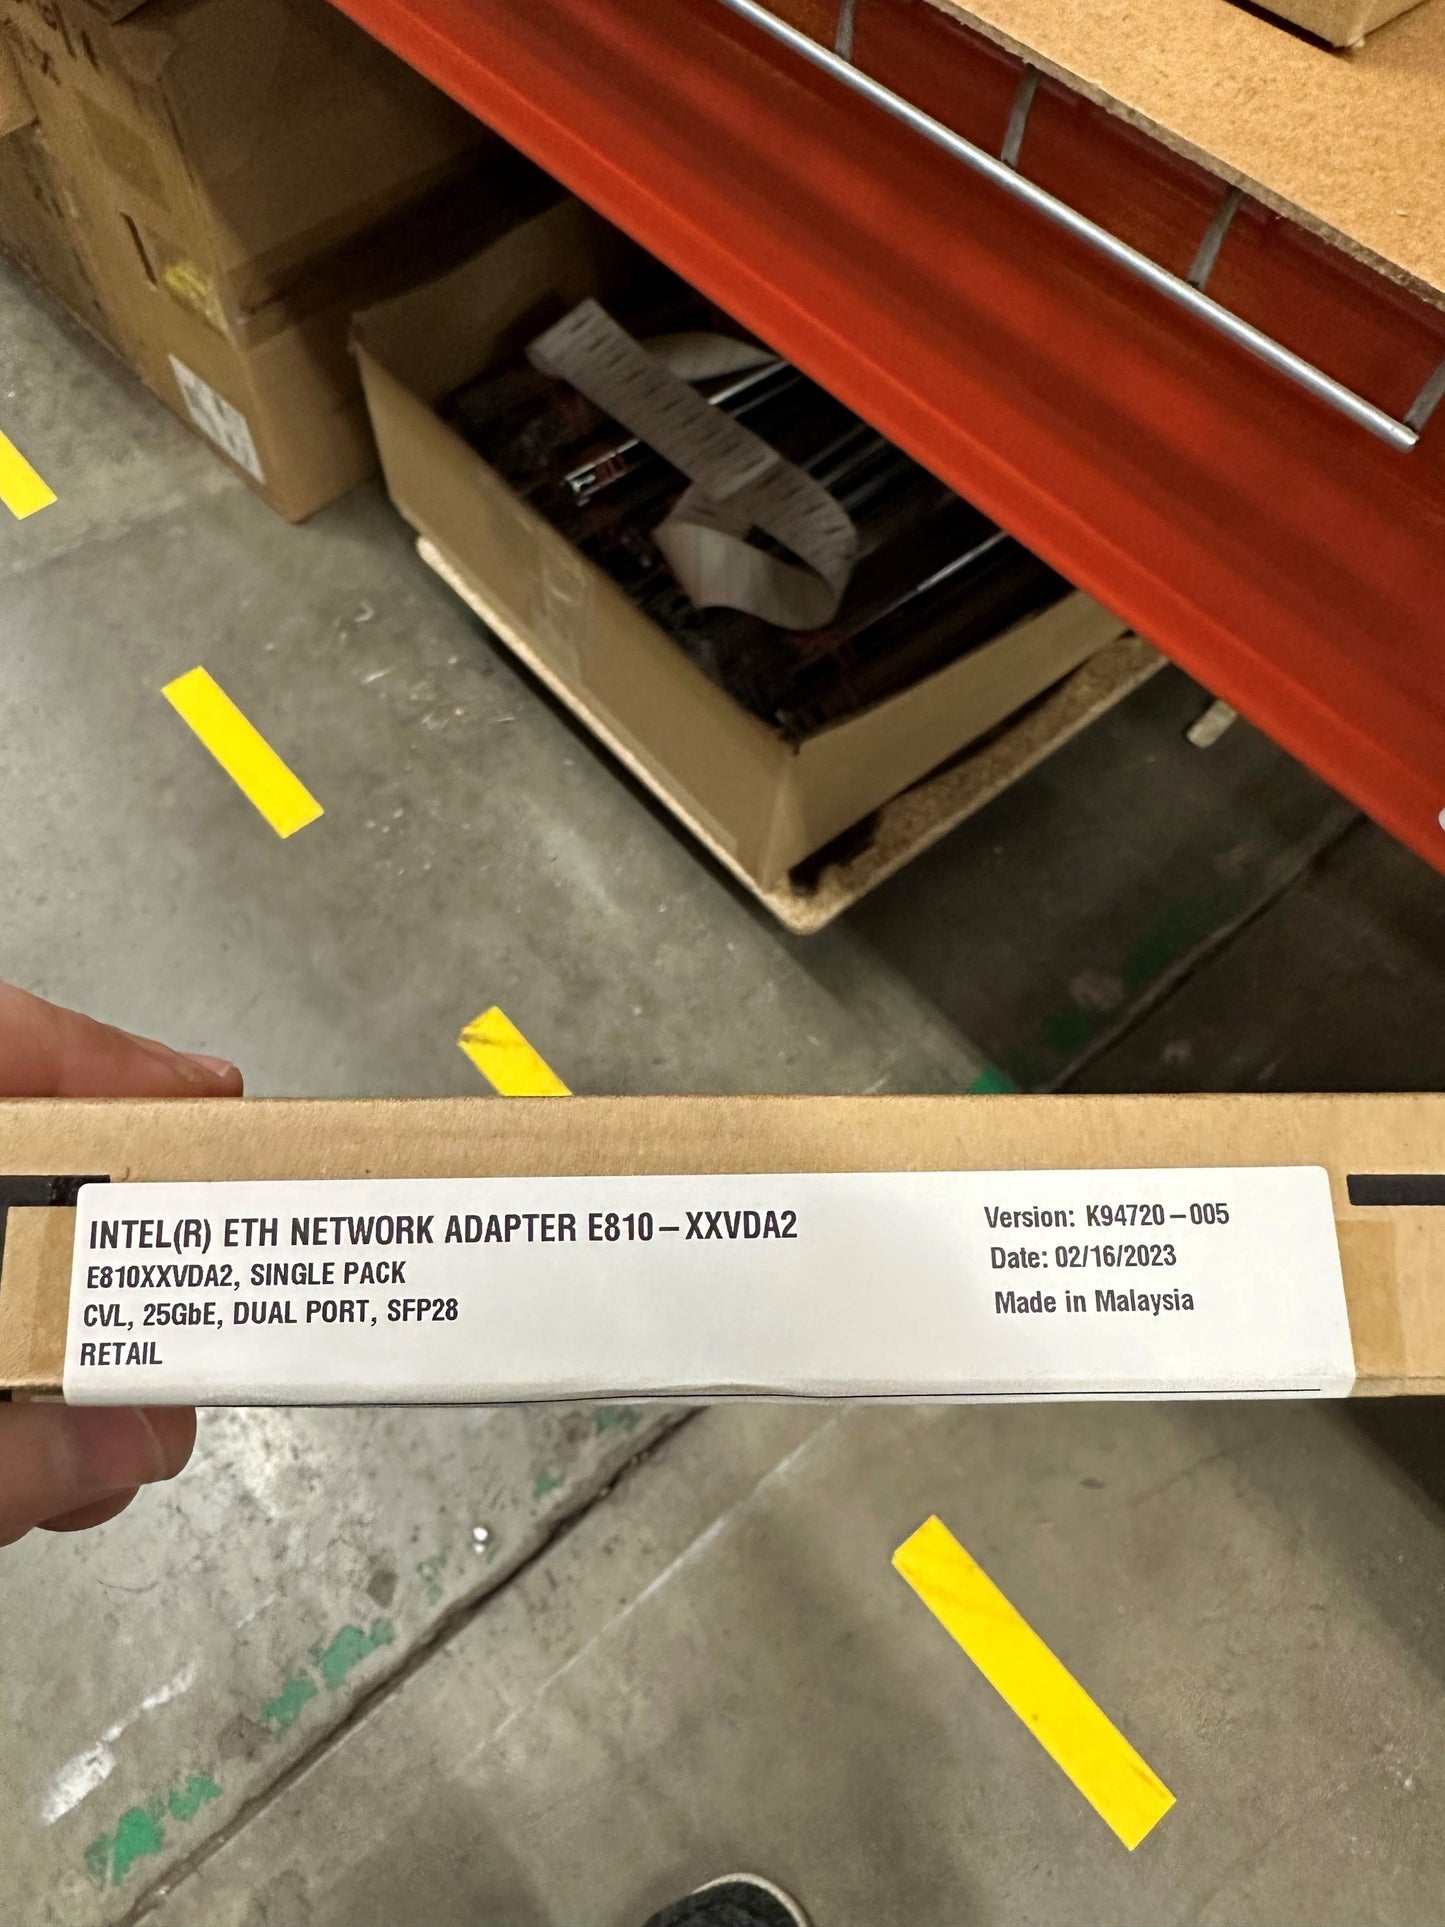 INTEL(R) ETH NETWORK ADAPTER E810-XXVDA2
E810XXVDA2, SINGLE PACK
CVL, 25GbE, DUAL PORT, SFP28
RETAIL
Version: K94720-005
Date: 02/16/2023
Made in Malaysia